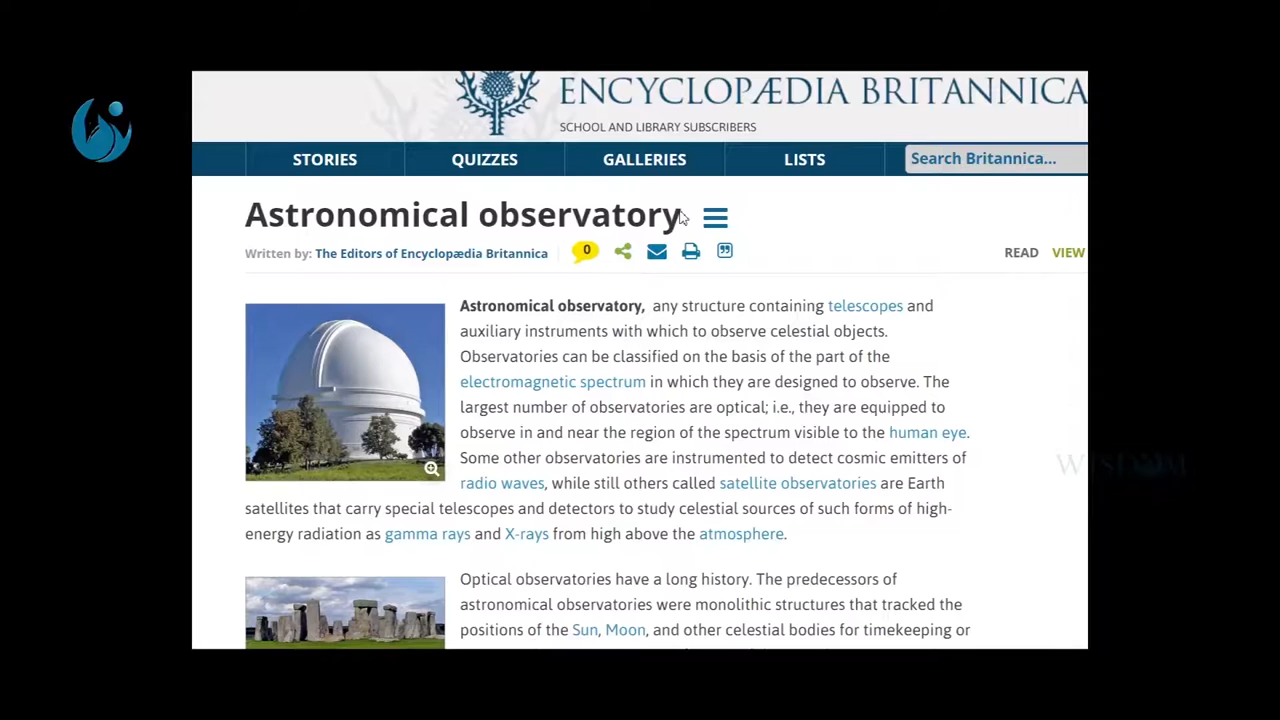 ENCYCLOPÆDIA BRITANNICA
SCHOOL AND LIBRARY SUBSCRIBERS
STORIES QUIZZES GALLERIES LISTS Search Britannica...
Astronomical observatory
Written by: The Editors of Encyclopædia Britannica 0 READ VIEW
Astronomical observatory, any structure containing telescopes and
auxiliary instruments with which to observe celestial objects.
Observatories can be classified on the basis of the part of the
electromagnetic spectrum in which they are designed to observe. The
largest number of observatories are optical; i.e., they are equipped to
observe in and near the region of the spectrum visible to the human eye.
Some other observatories are instrumented to detect cosmic emitters of
radio waves, while still others called satellite observatories are Earth
satellites that carry special telescopes and detectors to study celestial sources of such forms of high-
energy radiation as gamma rays and X-rays from high above the atmosphere.
Optical observatories have a long history. The predecessors of
astronomical observatories were monolithic structures that tracked the
positions of the Sun, Moon, and other celestial bodies for timekeeping or
WISDOM